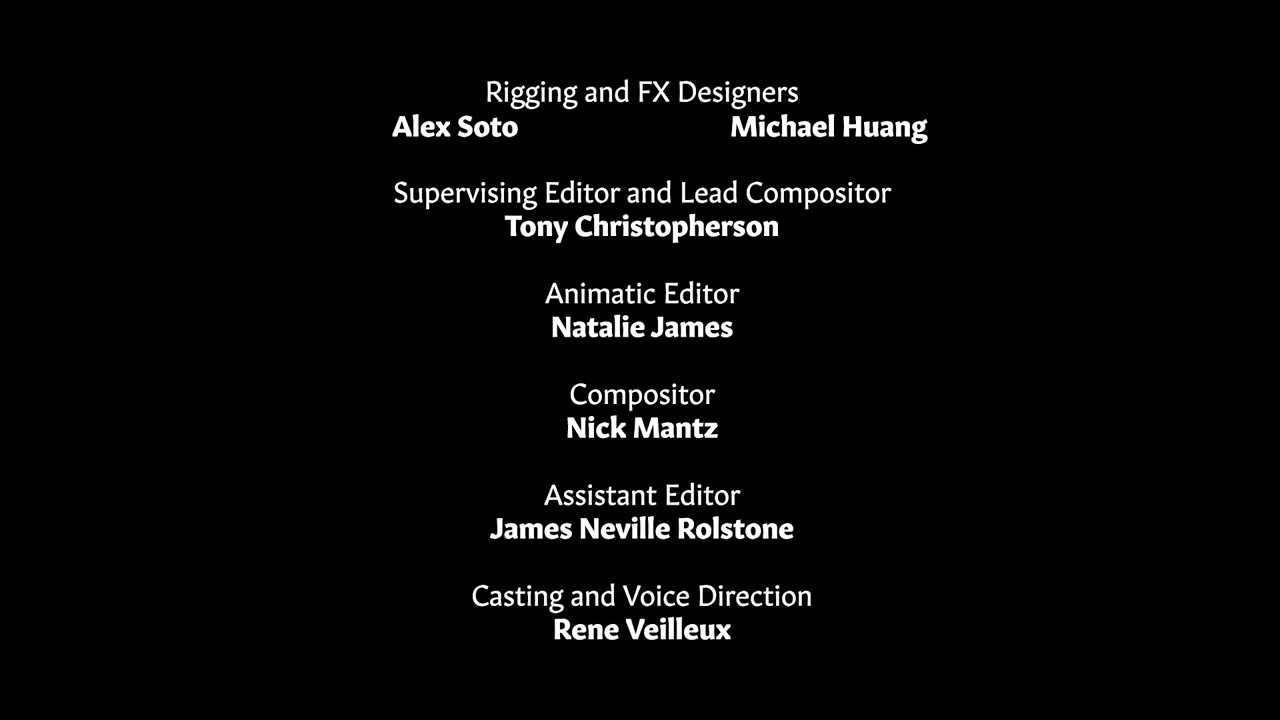 Rigging and FX Designers
Alex Soto Michael Huang
Supervising Editor and Lead Compositor
Tony Christopherson
Animatic Editor
Natalie James
Compositor
Nick Mantz
Assistant Editor
James Neville Rolstone
Casting and Voice Direction
Rene Veilleux